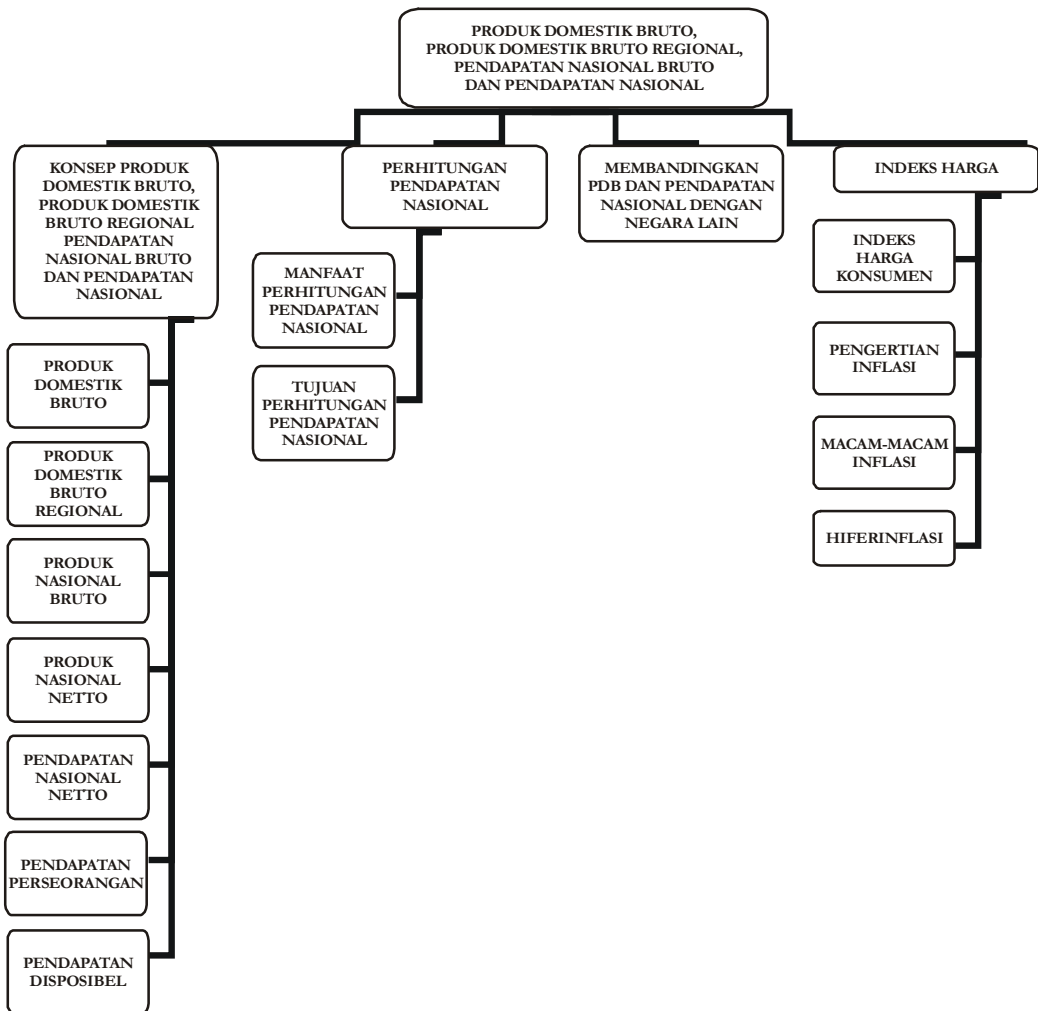 PRODUK DOMESTIK BRUTO,
PRODUK DOMESTIK BRUTO REGIONAL,
PENDAPATAN NASIONAL BRUTO
DAN PENDAPATAN NASIONAL
KONSEP PRODUK
DOMESTIK BRUTO,
PRODUK DOMESTIK
BRUTO REGIONAL
PENDAPATAN
NASIONAL BRUTO
DAN PENDAPATAN
NASIONAL
PRODUK
DOMESTIK
BRUTO
PRODUK
DOMESTIK
BRUTO
REGIONAL
PRODUK
NASIONAL
BRUTO
PRODUK
NASIONAL
NETTO
PENDAPATAN
NASIONAL
NETTO
PENDAPATAN
PERSEORANGAN
PENDAPATAN
DISPOSIBEL
PERHITUNGAN
PENDAPATAN
NASIONAL
MANFAAT
PERHITUNGAN
PENDAPATAN
NASIONAL
TUJUAN
PERHITUNGAN
PENDAPATAN
NASIONAL
MEMBANDINGKAN
PDB DAN PENDAPATAN
NASIONAL DENGAN
NEGARA LAIN
INDEKS HARGA
INDEKS
HARGA
KONSUMEN
PENGERTIAN
INFLASI
MACAM-MACAM
INFLASI
HIFERINFLASI